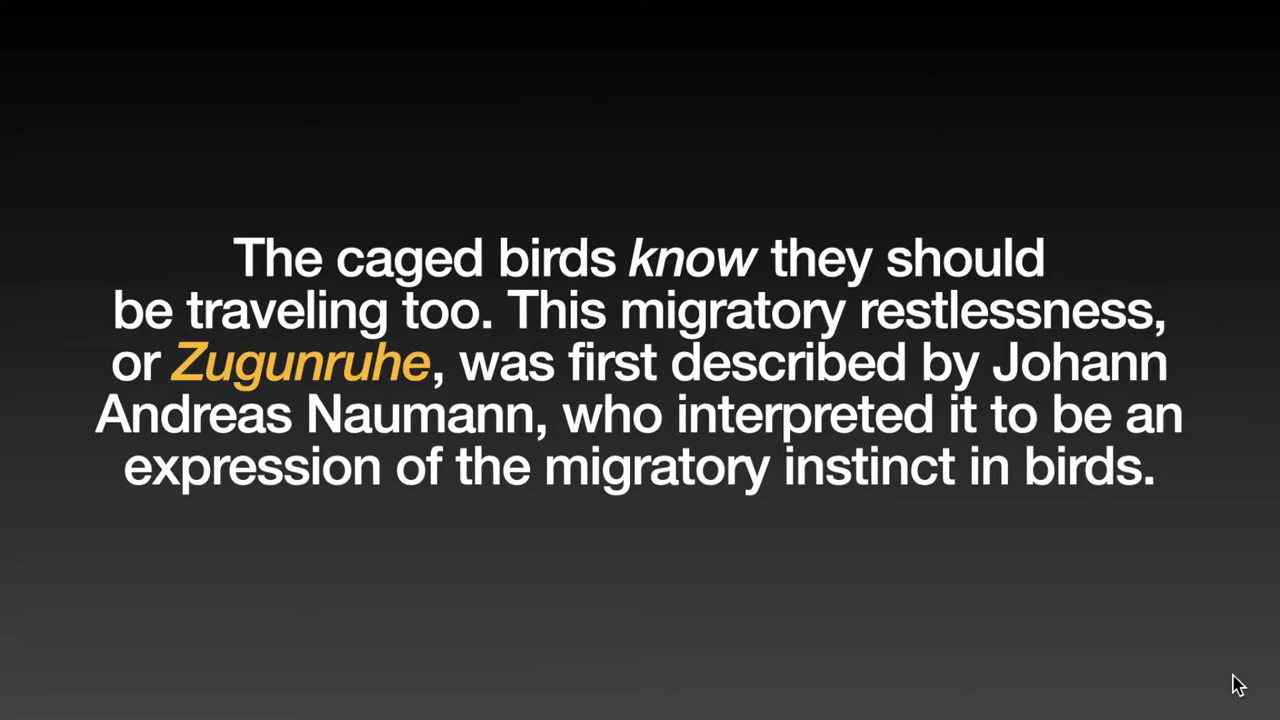 The caged birds know they should
be traveling too. This migratory restlessness,
or Zugunruhe, was first described by Johann
Andreas Naumann, who interpreted it to be an
expression of the migratory instinct in birds.